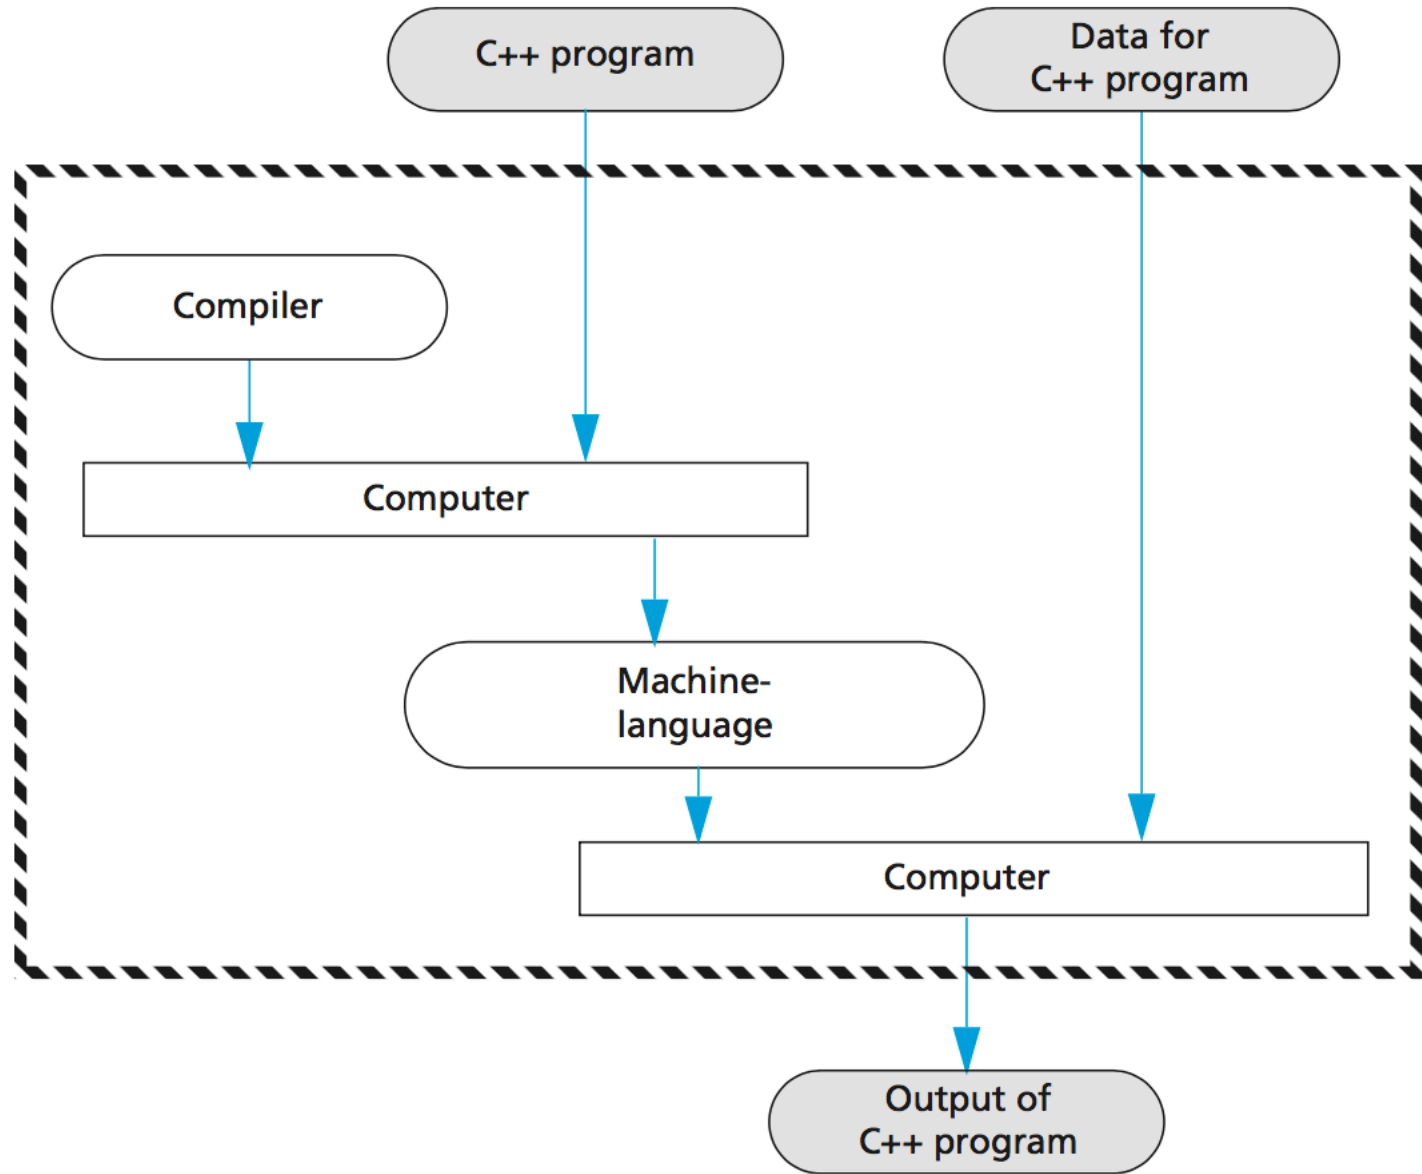 C++ program
Data for
C++ program
Compiler
Computer
Machine-
language
Computer
Output of
C++ program